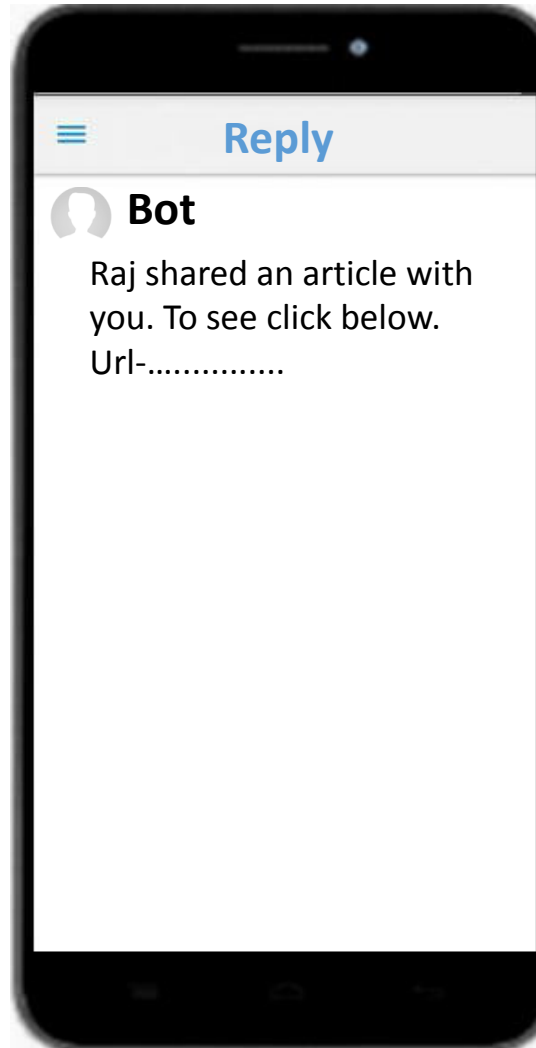 Reply
Bot
Raj shared an article with
you. To see click below.
Url-…............